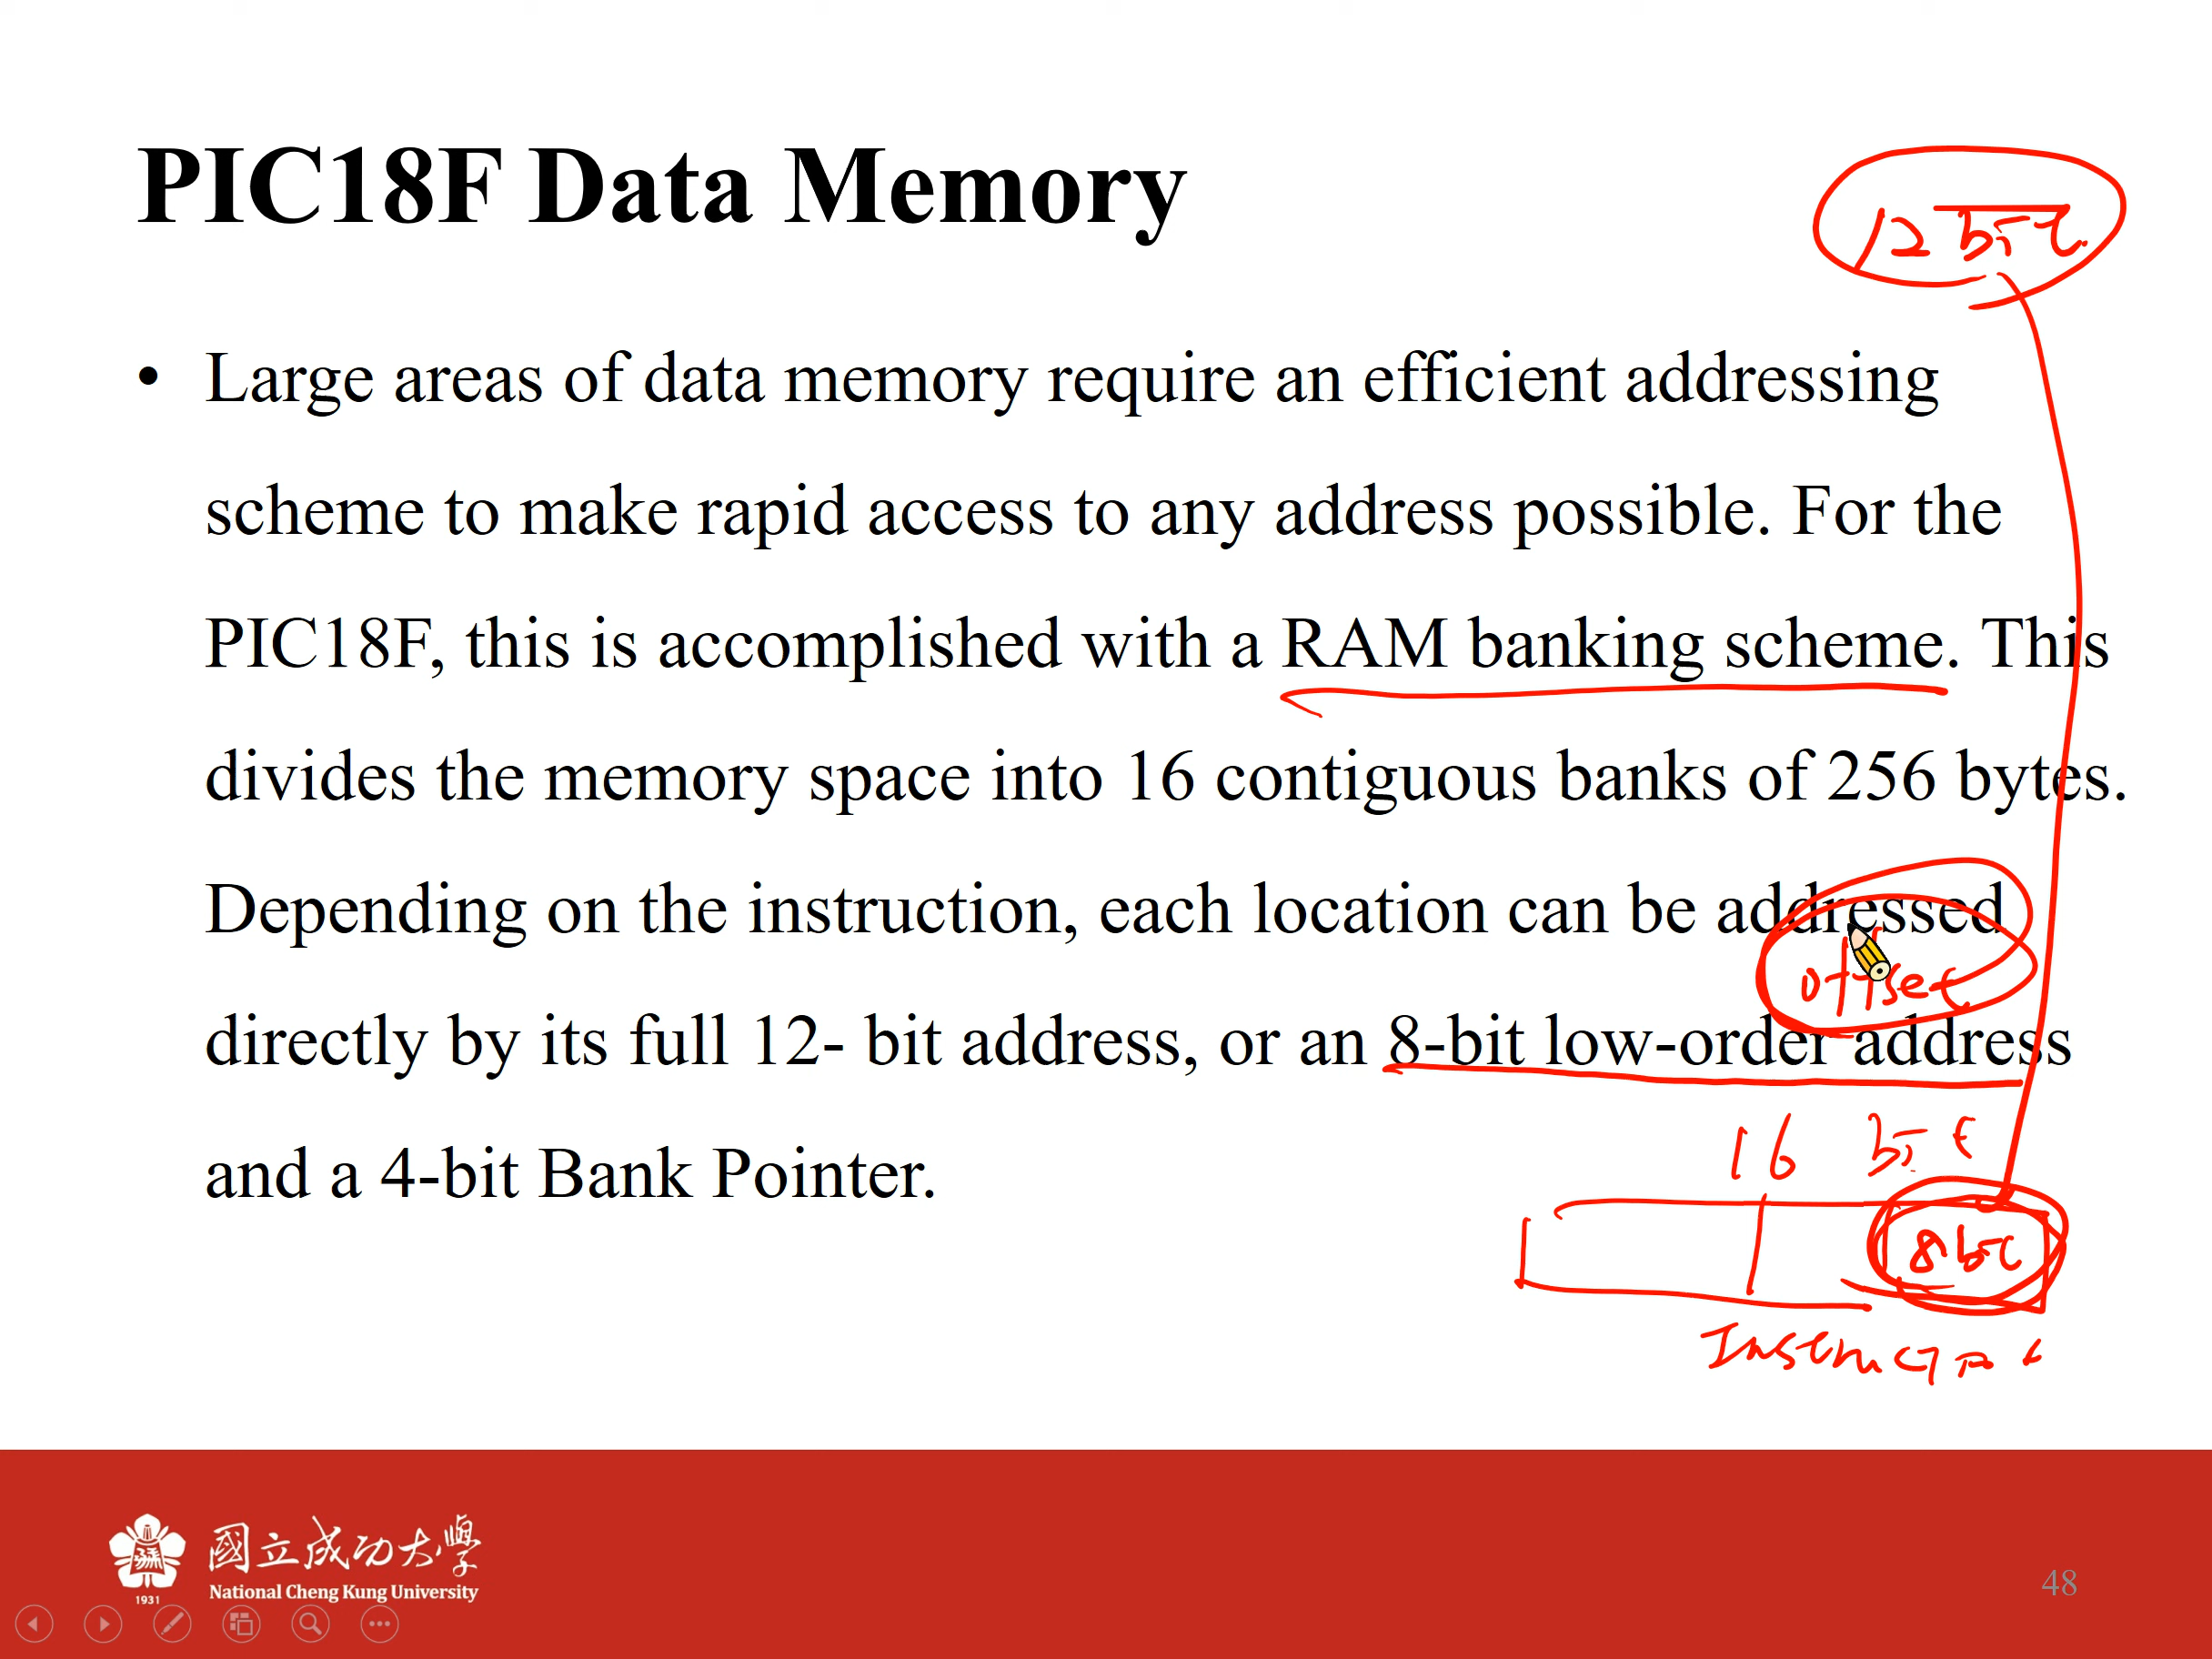 PIC18F Data Memory
12 bit
• Large areas of data memory require an efficient addressing
scheme to make rapid access to any address possible. For the
PIC18F, this is accomplished with a RAM banking scheme. This
divides the memory space into 16 contiguous banks of 256 bytes.
Depending on the instruction, each location can be addressed
offset
directly by its full 12- bit address, or an 8-bit low-order address
16 bit
and a 4-bit Bank Pointer.
8 bit
國立成功大學
National Cheng Kung University
1931
48